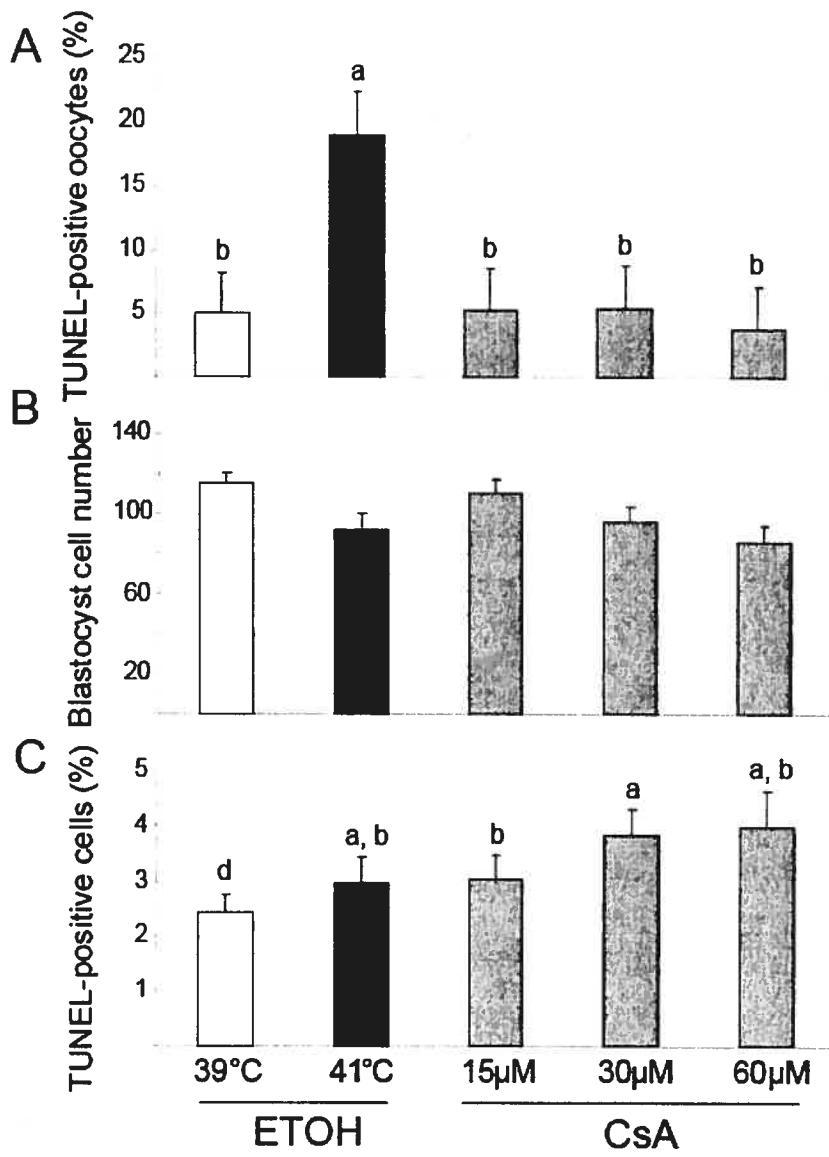 A
TUNEL-positive oocytes (%)
25
20
15
10
5
b
a
b
b
b
B
Blastocyst cell number
140
100
60
20
C
TUNEL-positive cells (%)
5
4
3
2
1
d
a, b
b
a
a, b
39°C 41°C 15µM 30µM 60µM
ETOH CsA